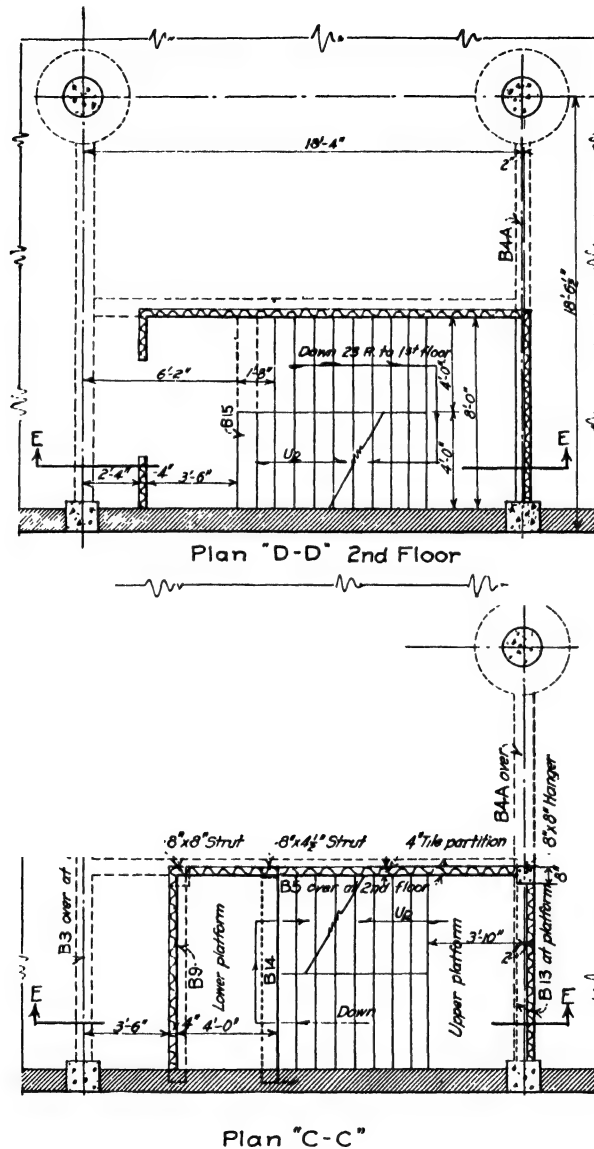 18'-4"
2"
B4A
18'-6½"
Down 23 R. to 1st floor
6'-2"
1'-8"
4'-0"
8'-0"
B15
E
Up
4'-0"
E
2'-4"
4"
3'-6"
Plan "D-D" 2nd Floor
B4A over
8"x8" Hanger
8"x8" Strut
8"x4½" Strut
4" Tile partition
8"
B3 over at
B5 over at 2nd floor
Up
Lower platform
B9
B14
Upper platform
3'-10"
2"
B13 at platform
E
Down
E
3'-6"
4"
4'-0"
Plan "C-C"